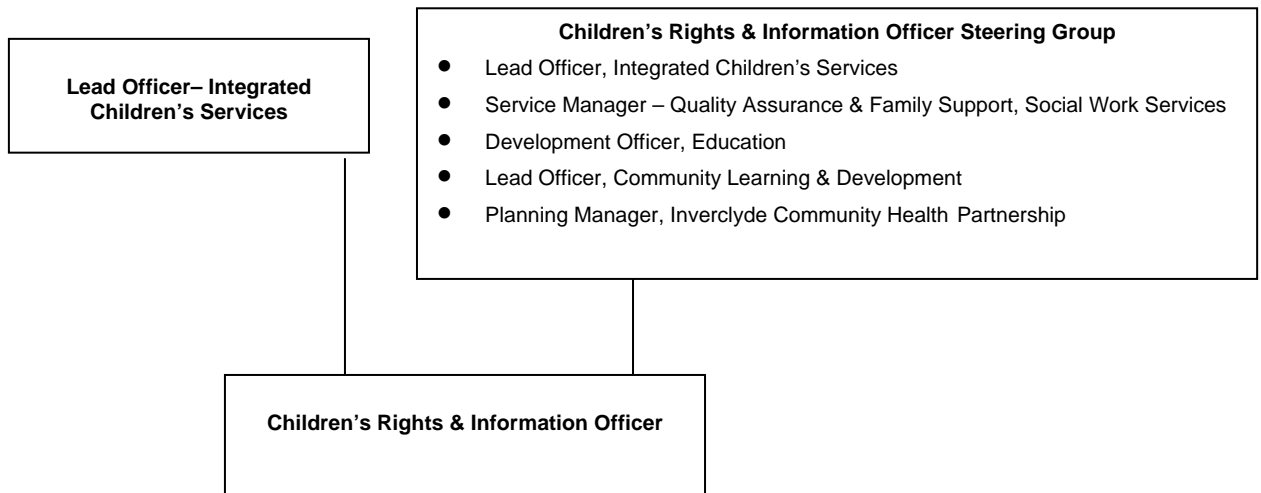 Lead Officer– Integrated
Children's Services
Children's Rights & Information Officer Steering Group
● Lead Officer, Integrated Children's Services
● Service Manager – Quality Assurance & Family Support, Social Work Services
● Development Officer, Education
● Lead Officer, Community Learning & Development
● Planning Manager, Inverclyde Community Health Partnership
Children's Rights & Information Officer